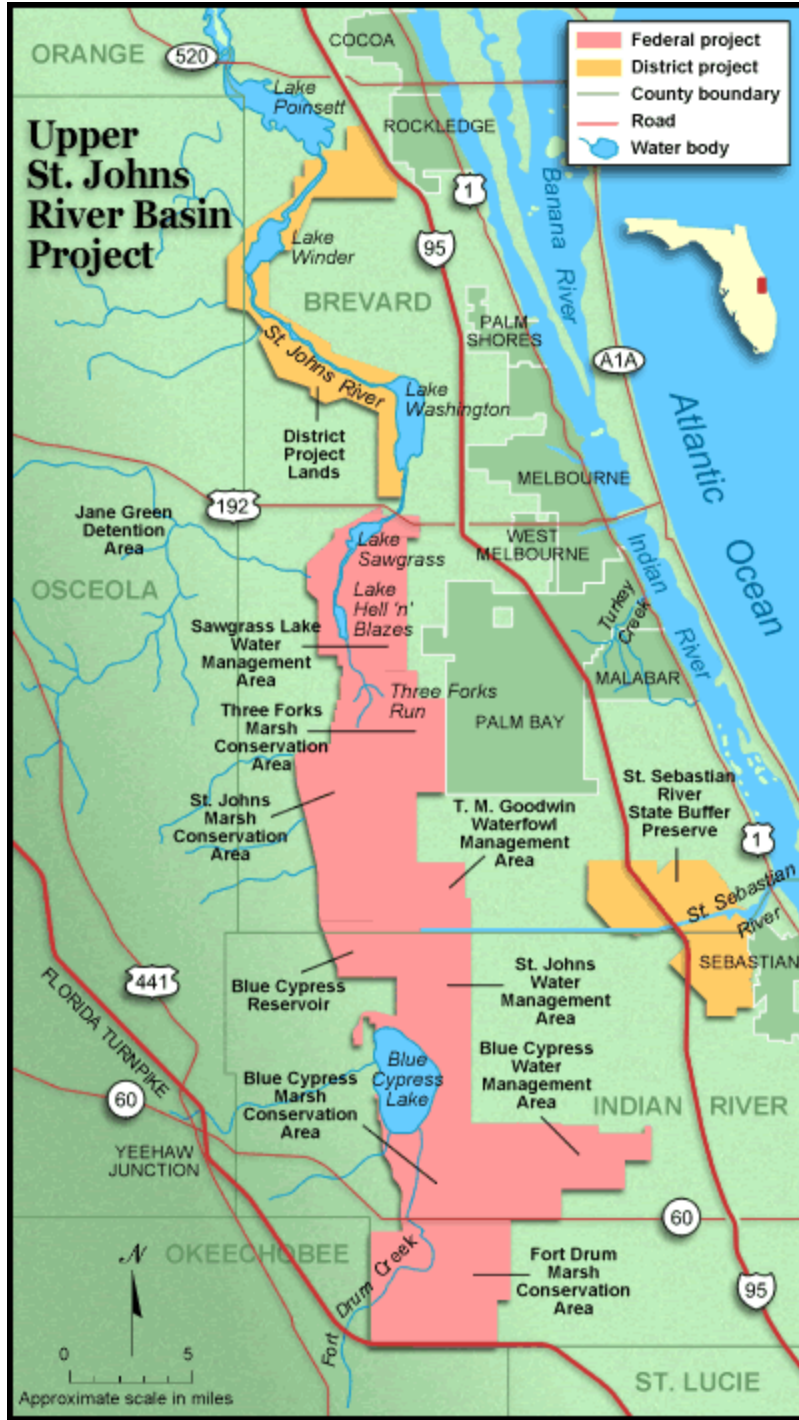 Upper
St. Johns
River Basin
Project
Federal project
District project
County boundary
Road
Water body
ORANGE
520
COCOA
Lake
Poinsett
ROCKLEDGE
1
95
Banana River
Lake
Winder
BREVARD
PALM
SHORES
A1A
St. Johns River
Lake
Washington
District
Project
Lands
Atlantic
Ocean
MELBOURNE
192
Jane Green
Detention
Area
Lake
Sawgrass
WEST
MELBOURNE
Indian River
OSCEOLA
Lake
Hell 'n'
Blazes
Turkey
Creek
Sawgrass Lake
Water
Management
Area
MALABAR
Three Forks
Run
Three Forks
Marsh
Conservation
Area
PALM BAY
St. Johns
Marsh
Conservation
Area
T. M. Goodwin
Waterfowl
Management
Area
St. Sebastian
River
State Buffer
Preserve
1
St. Sebastian
River
SEBASTIAN
441
Blue Cypress
Reservoir
St. Johns
Water
Management
Area
FLORIDA TURNPIKE
Blue
Cypress
Lake
Blue Cypress
Water
Management
Area
Blue Cypress
Marsh
Conservation
Area
60
INDIAN RIVER
YEEHAW
JUNCTION
60
OKEECHOBEE
Fort Drum Creek
Fort Drum
Marsh
Conservation
Area
95
N
0 5
Approximate scale in miles
ST. LUCIE